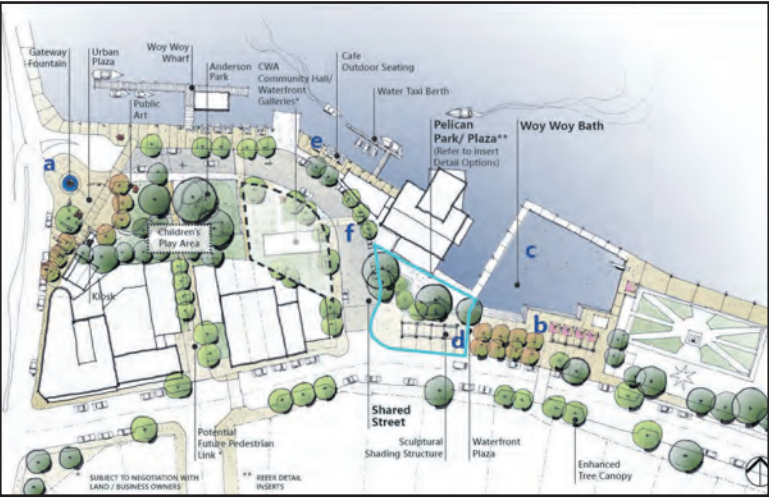 Gateway
Fountain
Urban
Plaza
Woy Woy
Wharf
Public
Art
Anderson
Park
CWA
Community Hall/
Waterfront
Galleries*
Cafe
Outdoor Seating
Water Taxi Berth
Pelican
Park/ Plaza**
(Refer to Insert
Detail Options)
Woy Woy Bath
a
e
f
c
b
d
Children's
Play Area
Kiosk
Potential
Future Pedestrian
Link *
Shared
Street
Sculptural
Shading Structure
Waterfront
Plaza
Enhanced
Tree Canopy
* SUBJECT TO NEGOTIATION WITH
LAND / BUSINESS OWNERS
** REFER DETAIL
INSERTS